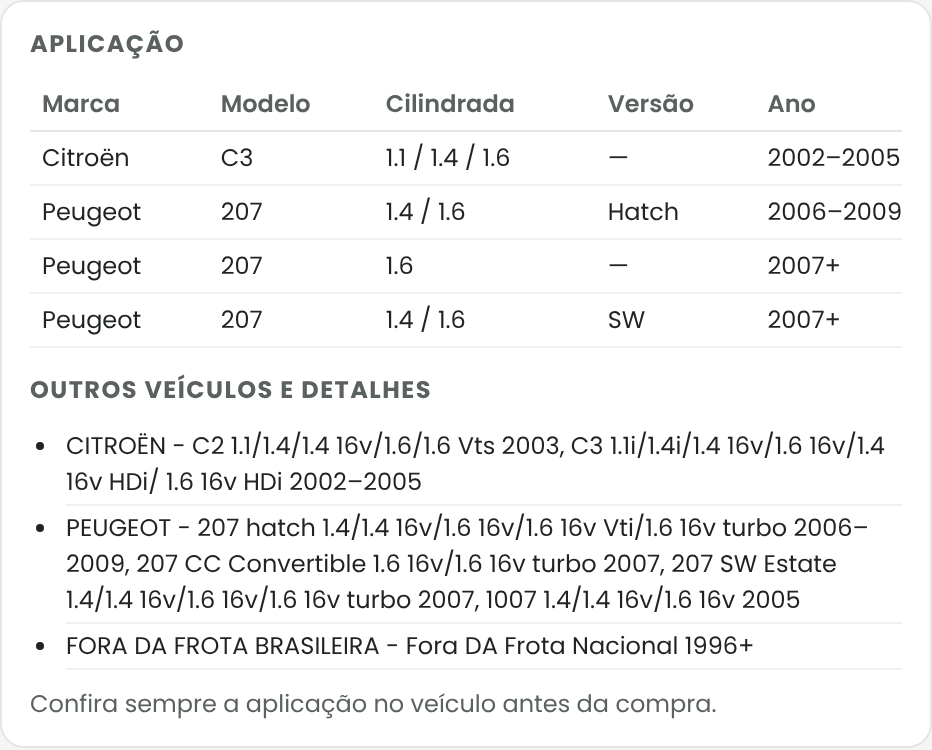 APLICAÇÃO
Marca Modelo Cilindrada Versão Ano
Citroën C3 1.1 / 1.4 / 1.6 — 2002–2005
Peugeot 207 1.4 / 1.6 Hatch 2006–2009
Peugeot 207 1.6 — 2007+
Peugeot 207 1.4 / 1.6 SW 2007+
OUTROS VEÍCULOS E DETALHES
• CITROËN - C2 1.1/1.4/1.4 16v/1.6/1.6 Vts 2003, C3 1.1i/1.4i/1.4 16v/1.6 16v/1.4
16v HDi/ 1.6 16v HDi 2002–2005
• PEUGEOT - 207 hatch 1.4/1.4 16v/1.6 16v/1.6 16v Vti/1.6 16v turbo 2006–
2009, 207 CC Convertible 1.6 16v/1.6 16v turbo 2007, 207 SW Estate
1.4/1.4 16v/1.6 16v/1.6 16v turbo 2007, 1007 1.4/1.4 16v/1.6 16v 2005
• FORA DA FROTA BRASILEIRA - Fora DA Frota Nacional 1996+
Confira sempre a aplicação no veículo antes da compra.